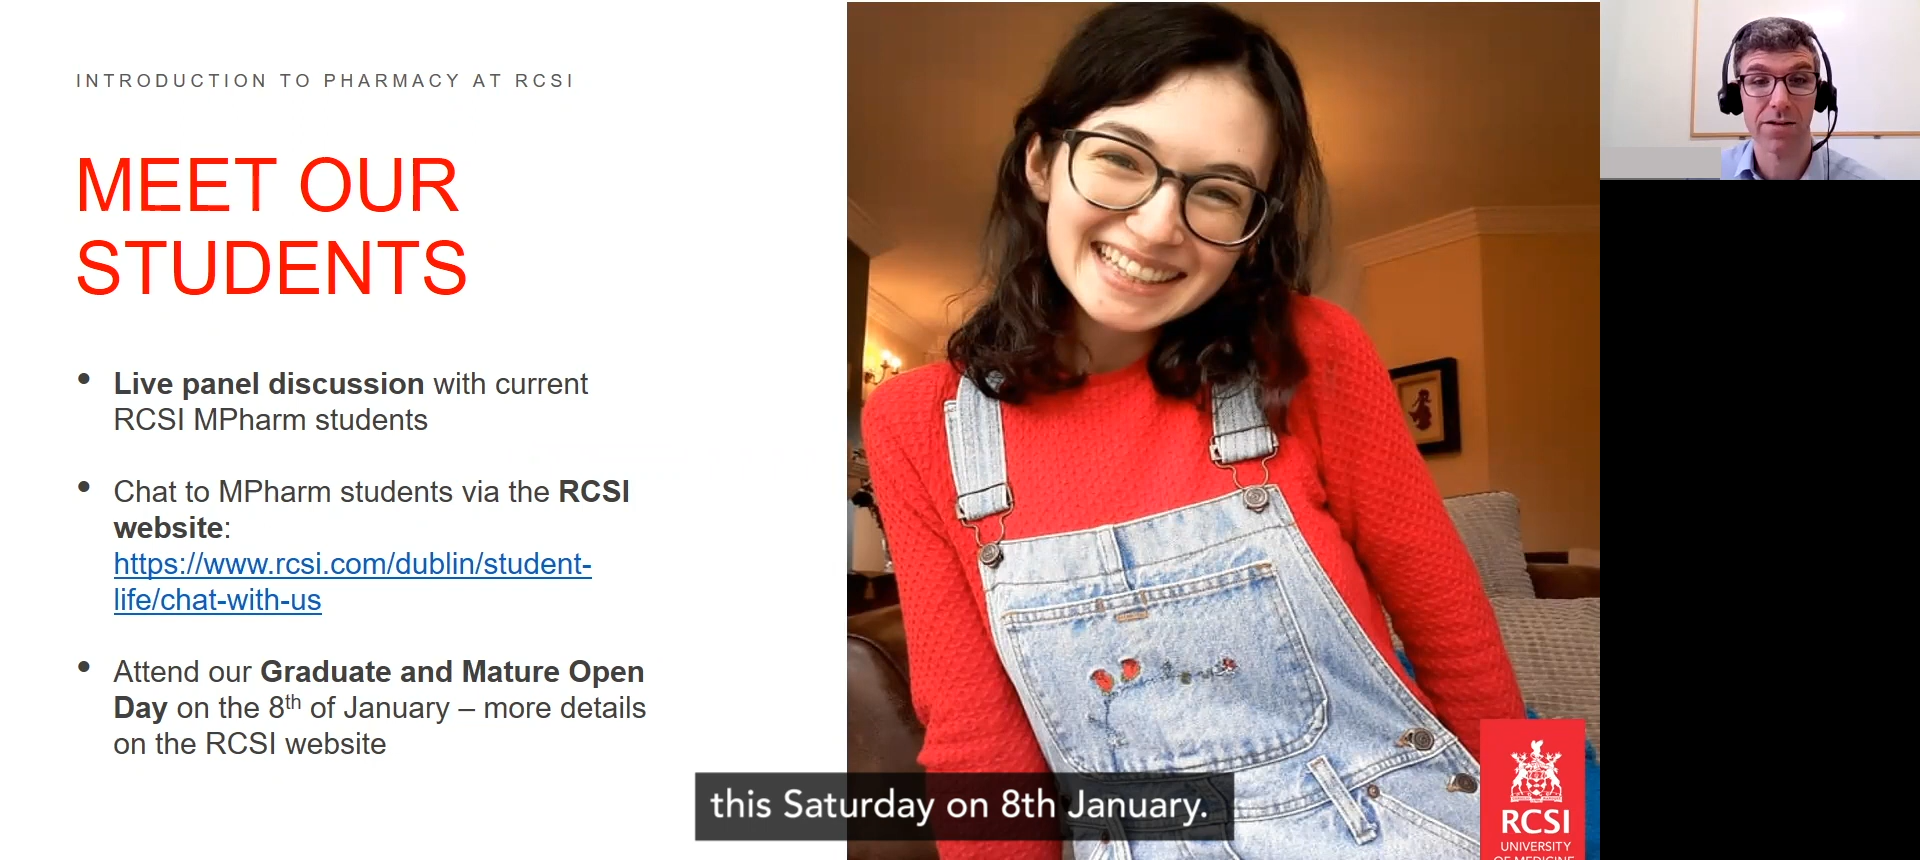 INTRODUCTION TO PHARMACY AT RCSI
MEET OUR
STUDENTS
• Live panel discussion with current
RCSI MPharm students
• Chat to MPharm students via the RCSI
website:
https://www.rcsi.com/dublin/student-
life/chat-with-us
• Attend our Graduate and Mature Open
Day on the 8th of January – more details
on the RCSI website
this Saturday on 8th January.
RCSI
UNIVERSITY
OF MEDICINE